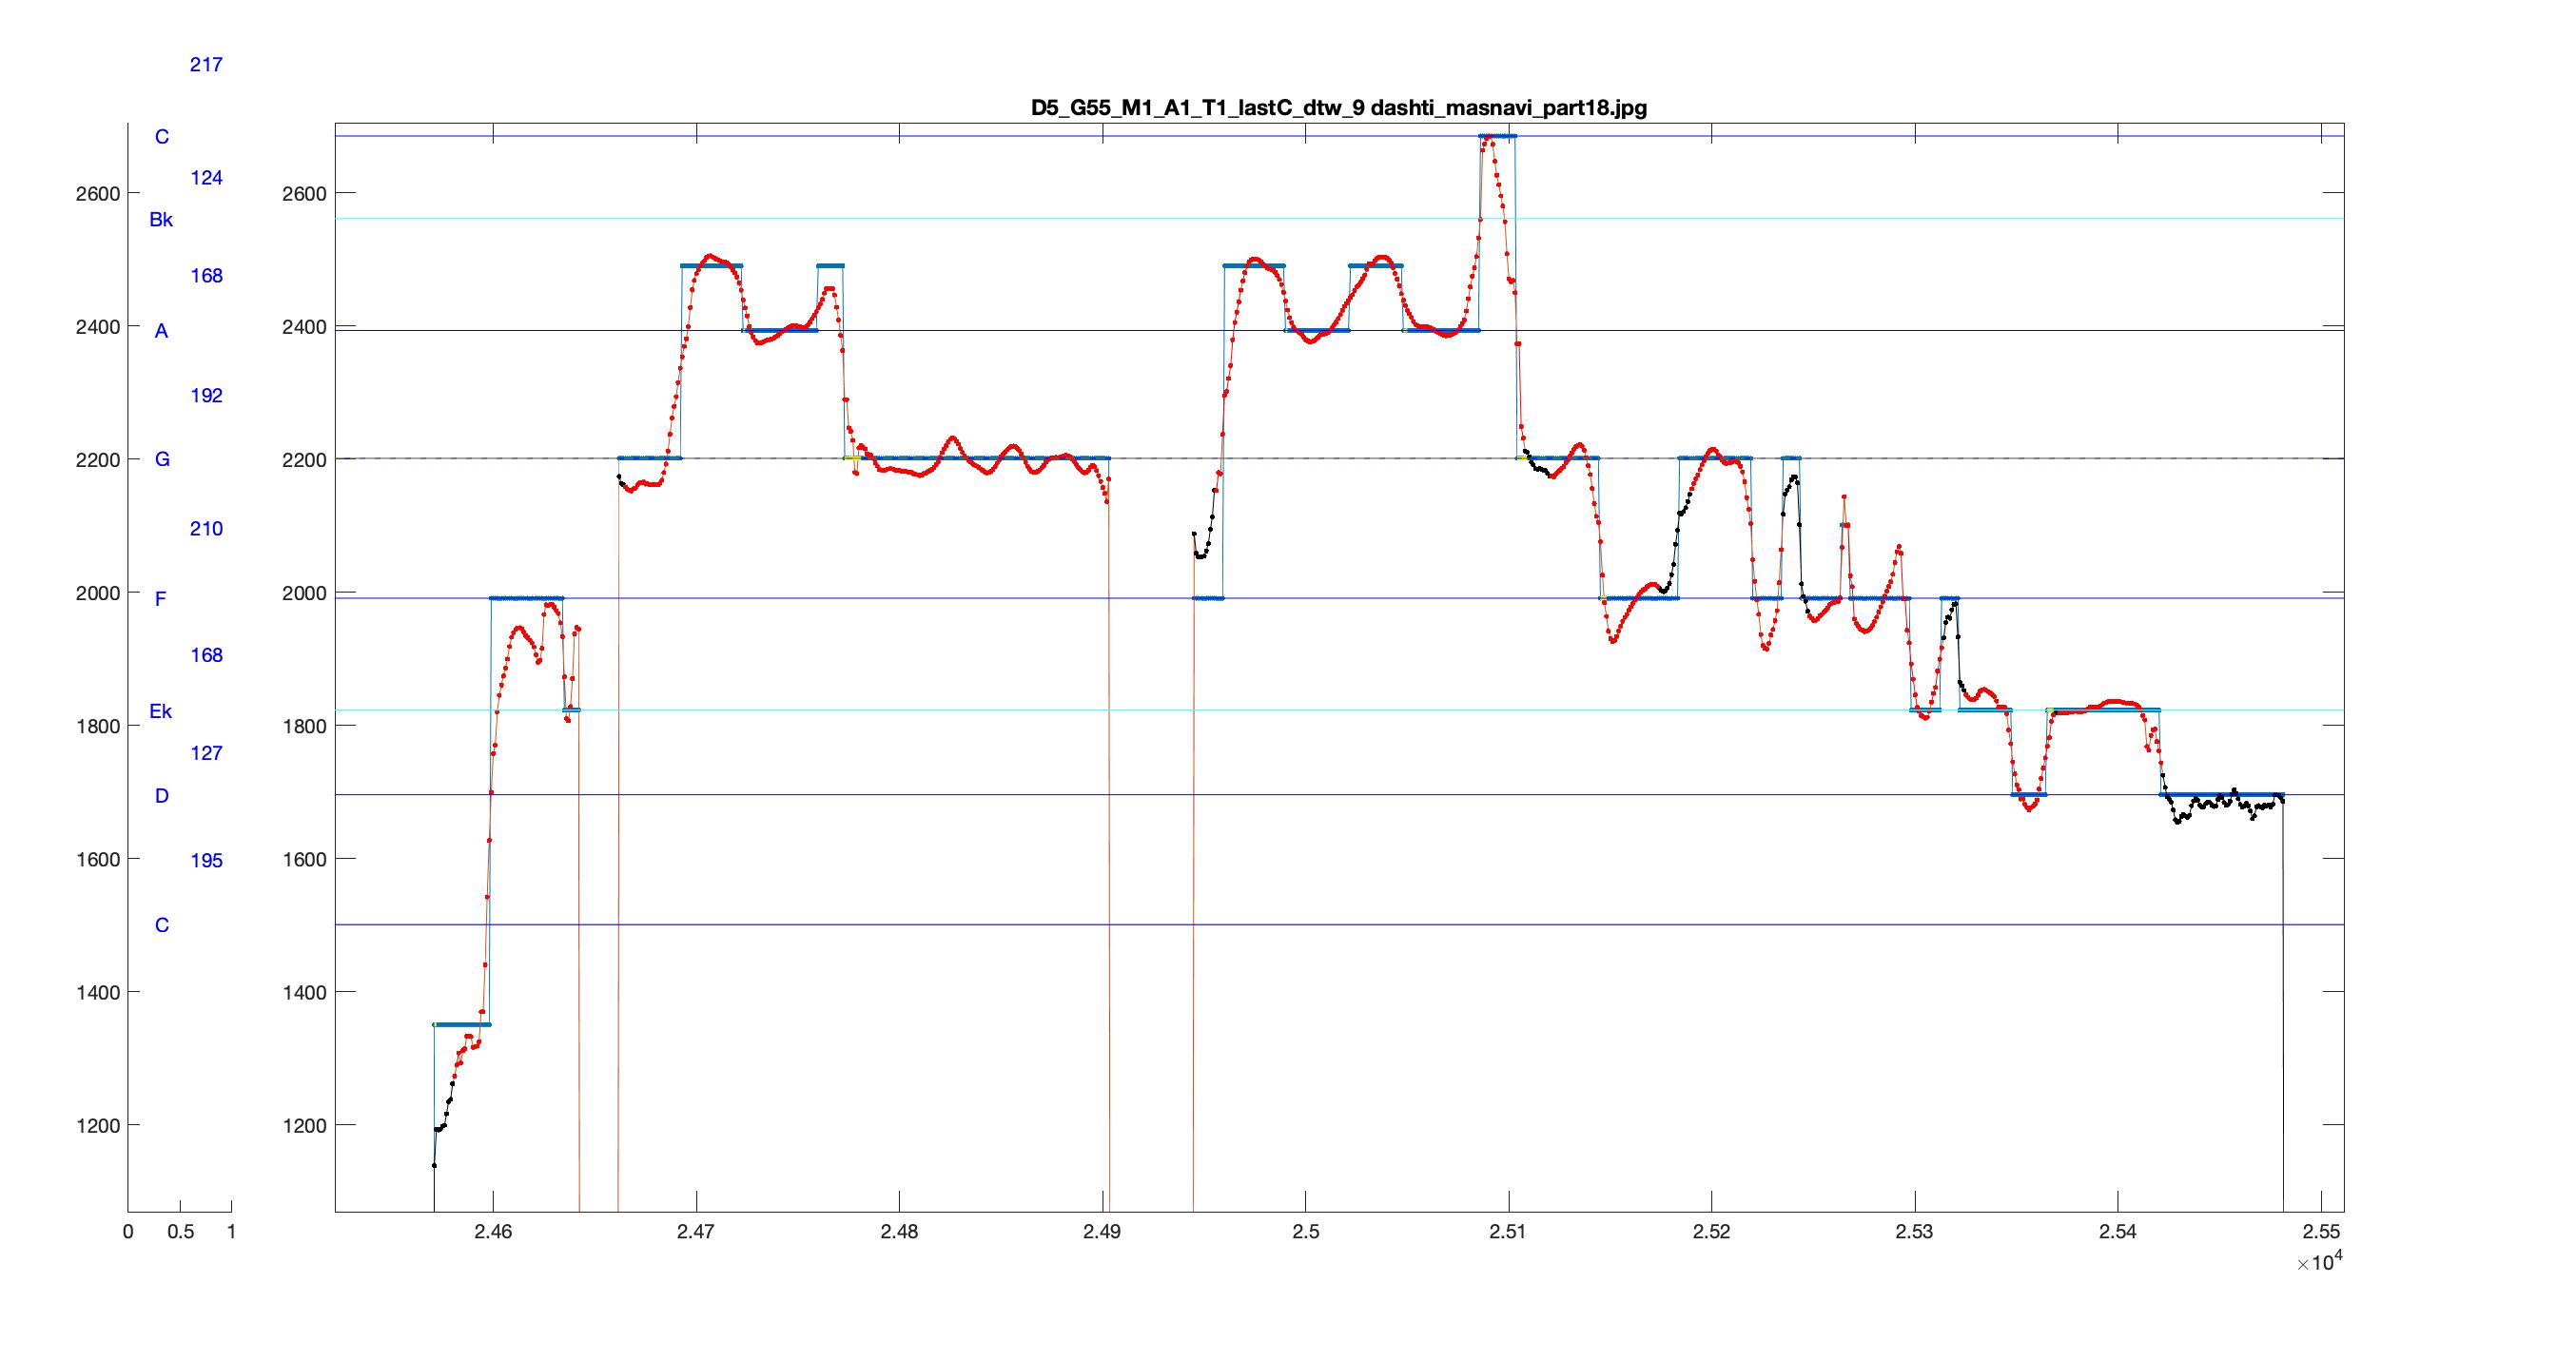 217
D5_G55_M1_A1_T1_lastC_dtw_9 dashti_masnavi_part18.jpg
C
124
2600 2600
Bk
168
2400 A 2400
192
2200 G 2200
210
2000 F 2000
168
Ek
1800 1800
127
D
1600 195 1600
C
1400 1400
1200 1200
0 0.5 1 2.46 2.47 2.48 2.49 2.5 2.51 2.52 2.53 2.54 2.55
×10⁴